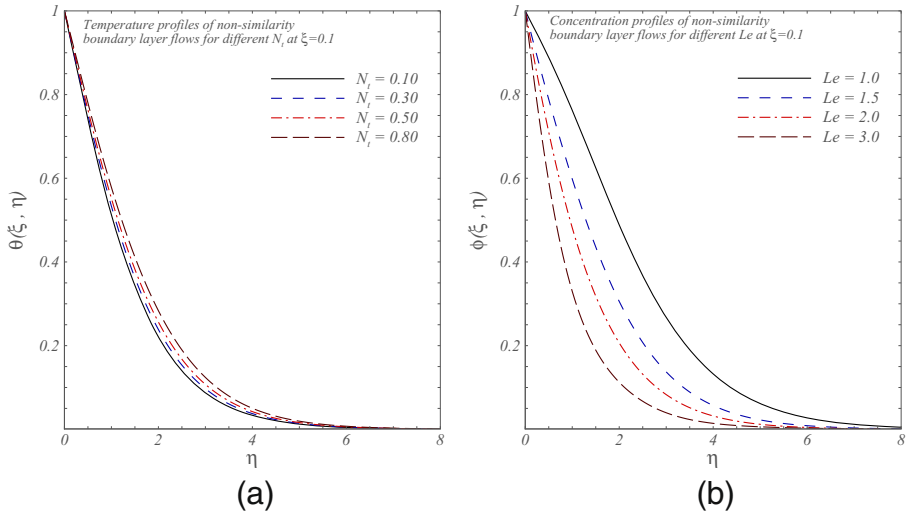 Temperature profiles of non-similarity
boundary layer flows for different N_t at ξ=0.1
N_t = 0.10
N_t = 0.30
N_t = 0.50
N_t = 0.80
1
0.8
0.6
0.4
0.2
θ(ξ , η)
0 2 4 6 8
η
(a)
Concentration profiles of non-similarity
boundary layer flows for different Le at ξ=0.1
Le = 1.0
Le = 1.5
Le = 2.0
Le = 3.0
1
0.8
0.6
0.4
0.2
ϕ(ξ , η)
0 2 4 6 8
η
(b)